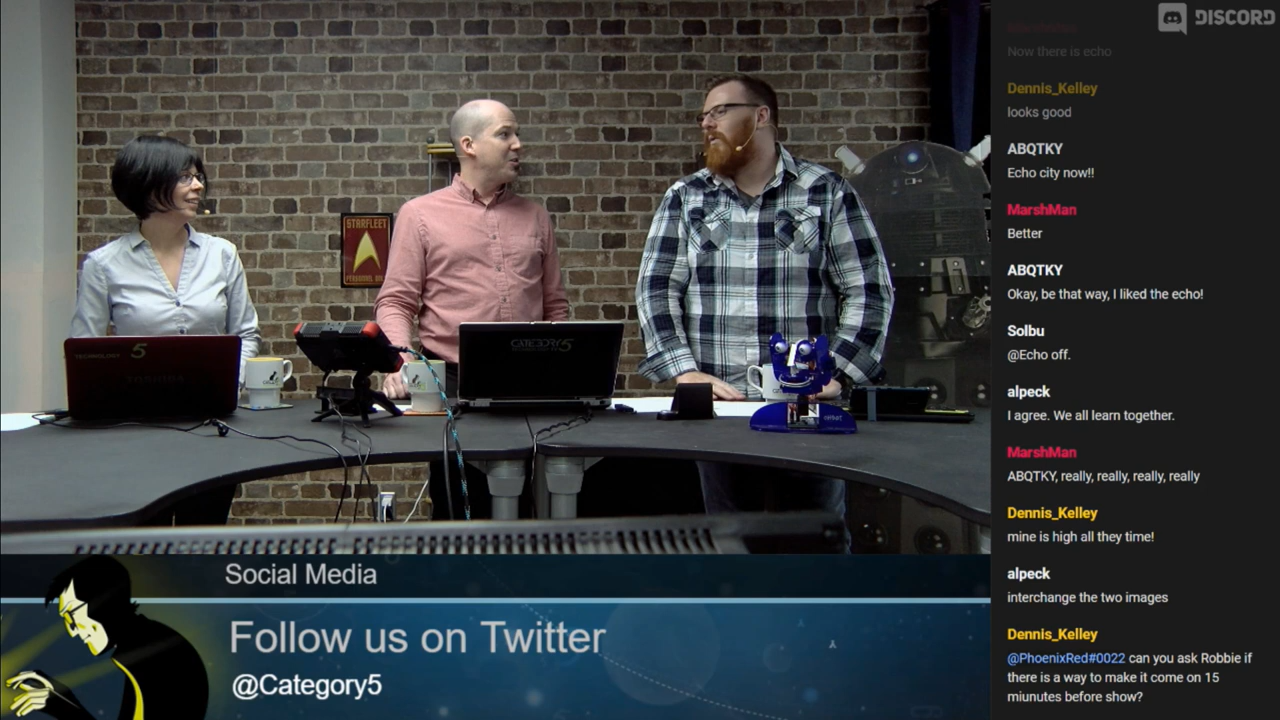 STARFLEET
TECHNOLOGY 5
TOSHIBA
CATEGORY5
Social Media
Follow us on Twitter
@Category5
DISCORD
MarshMan
Now there is echo
Dennis_Kelley
looks good
ABQTKY
Echo city now!!
MarshMan
Better
ABQTKY
Okay, be that way, I liked the echo!
Solbu
@Echo off.
alpeck
I agree. We all learn together.
MarshMan
ABQTKY, really, really, really, really
Dennis_Kelley
mine is high all they time!
alpeck
interchange the two images
Dennis_Kelley
@PhoenixRed#0022 can you ask Robbie if
there is a way to make it come on 15
miunutes before show?